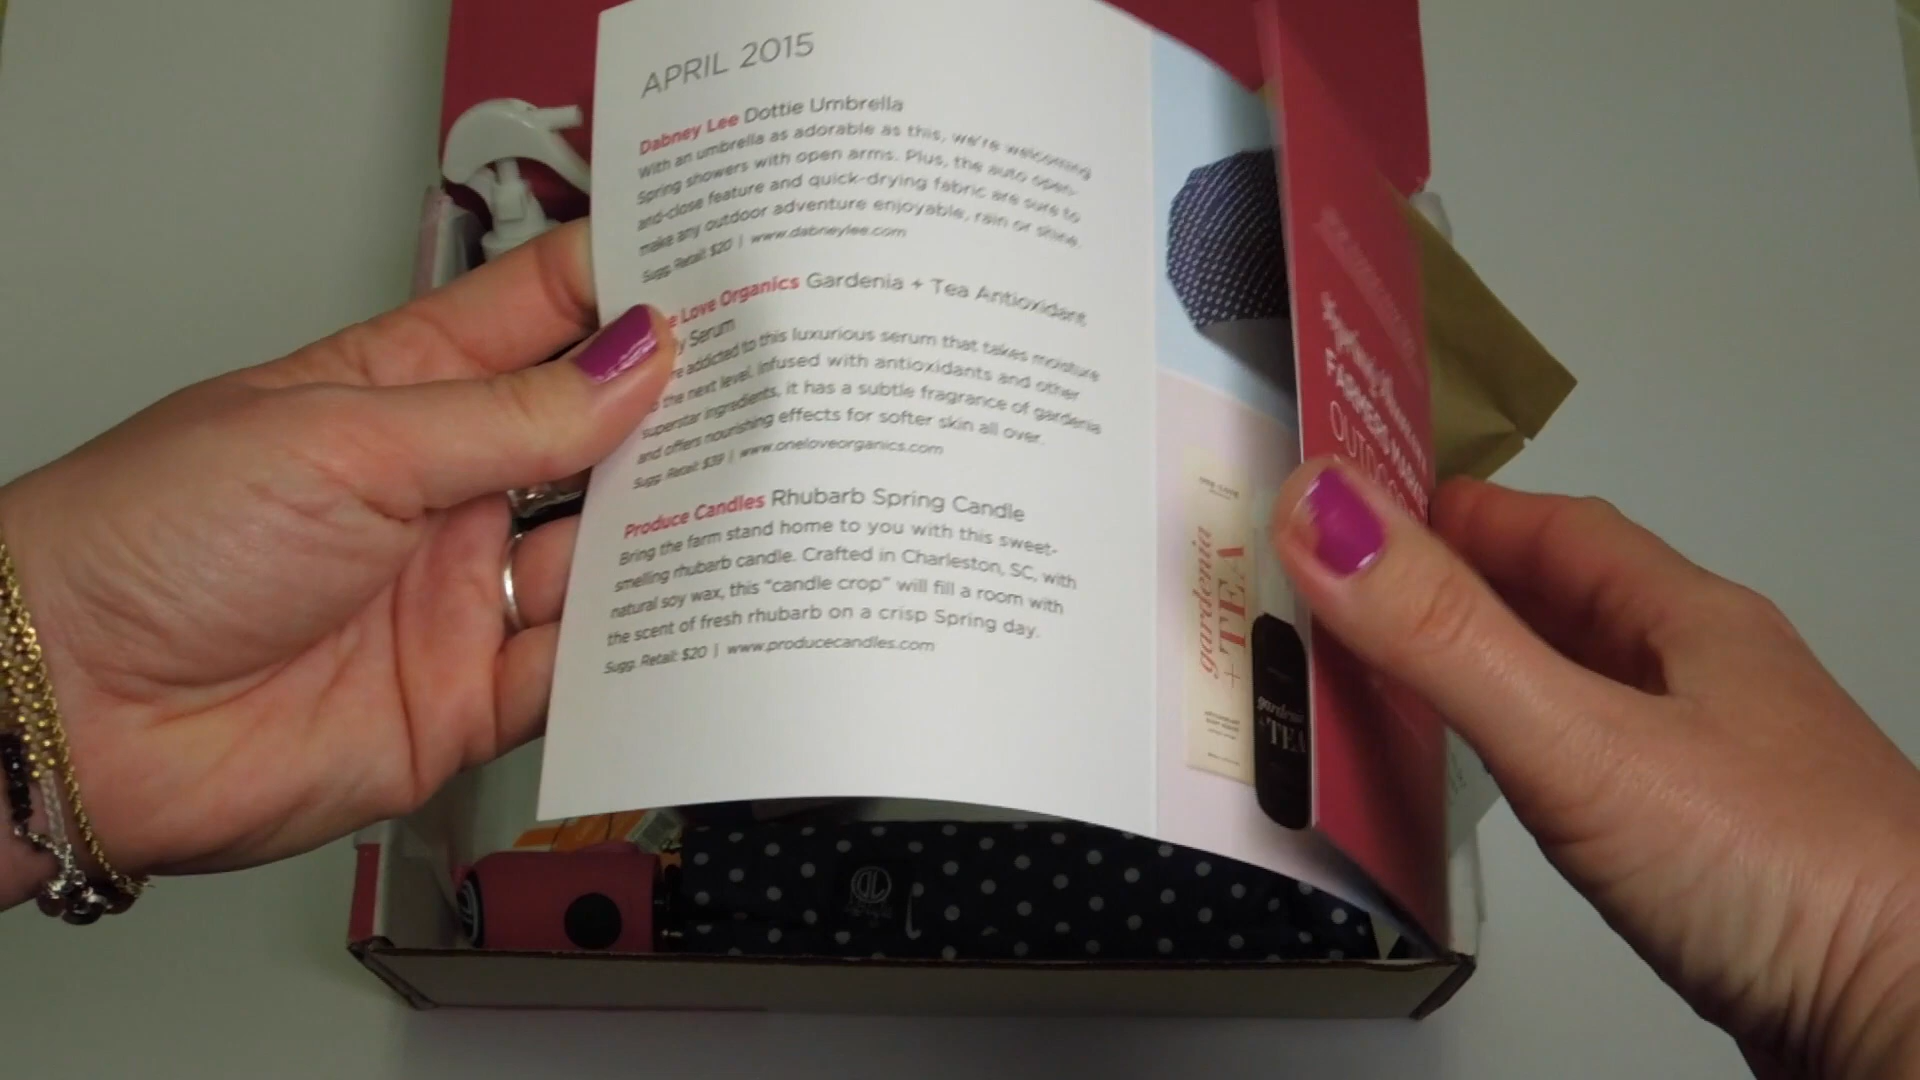 APRIL 2015
Dabney Lee Dottie Umbrella
With an umbrella as adorable as this, we're welcoming
Spring showers with open arms. Plus, the auto open-
and-close feature and quick-drying fabric are sure to
make any outdoor adventure enjoyable, rain or shine.
Sugg. Retail: $20 | www.dabneylee.com
e Love Organics Gardenia + Tea Antioxidant
y Serum
re addicted to this luxurious serum that takes moisture
o the next level. Infused with antioxidants and other
superstar ingredients, it has a subtle fragrance of gardenia
and offers nourishing effects for softer skin all over.
Sugg. Retail: $39 | www.oneloveorganics.com
Produce Candles Rhubarb Spring Candle
Bring the farm stand home to you with this sweet-
smelling rhubarb candle. Crafted in Charleston, SC, with
natural soy wax, this "candle crop" will fill a room with
the scent of fresh rhubarb on a crisp Spring day.
Sugg. Retail: $20 | www.producecandles.com
gardenia
+ TEA
gardenia
TEA
FARMERS MARKET